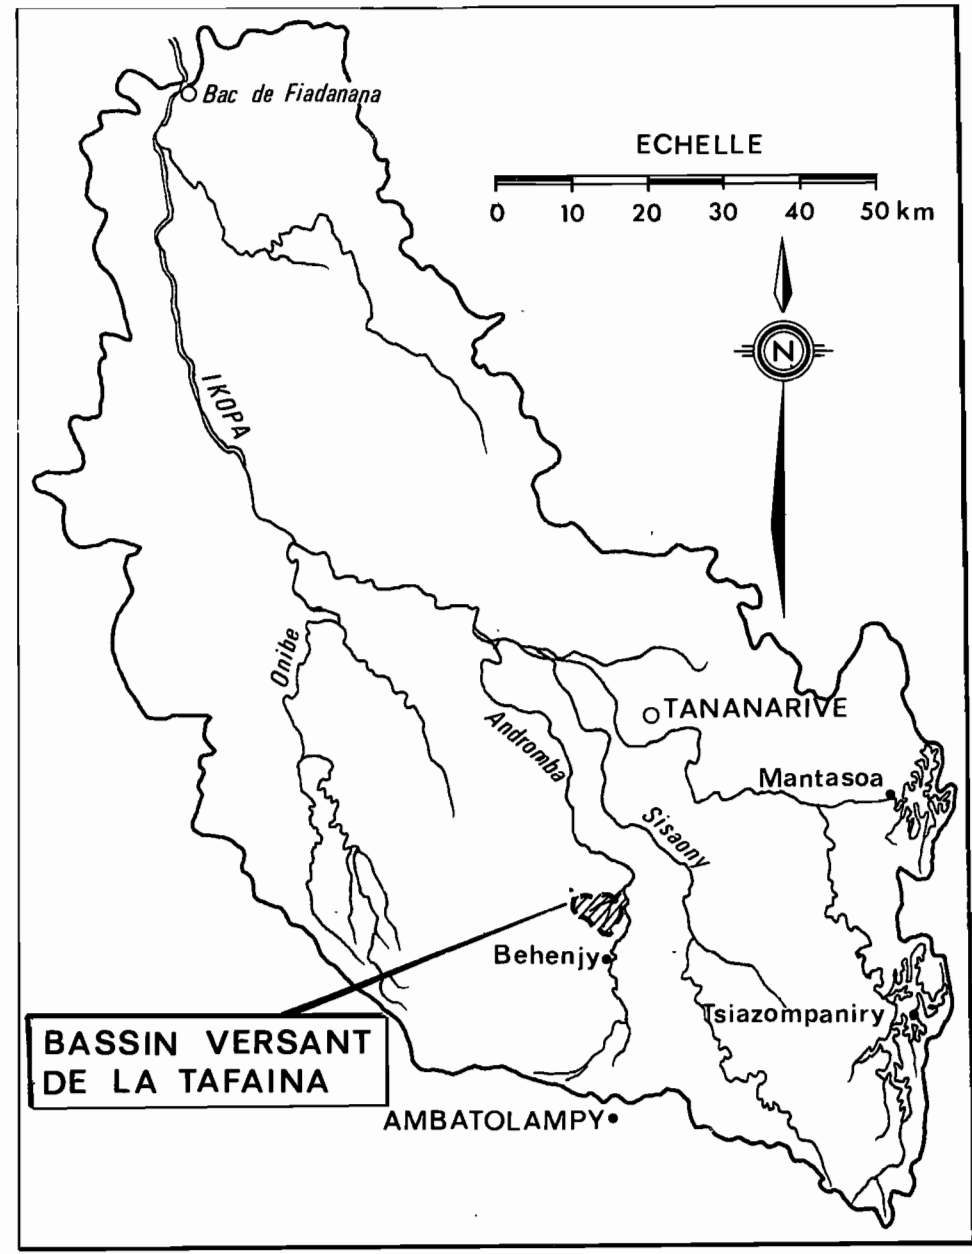 Bac de Fiadanana
ECHELLE
0 10 20 30 40 50 km
N
IKOPA
Onibe
TANANARIVE
Andromba
Mantasoa
Sisaony
Behenjy
Tsiazompaniry
BASSIN VERSANT
DE LA TAFAINA
AMBATOLAMPY